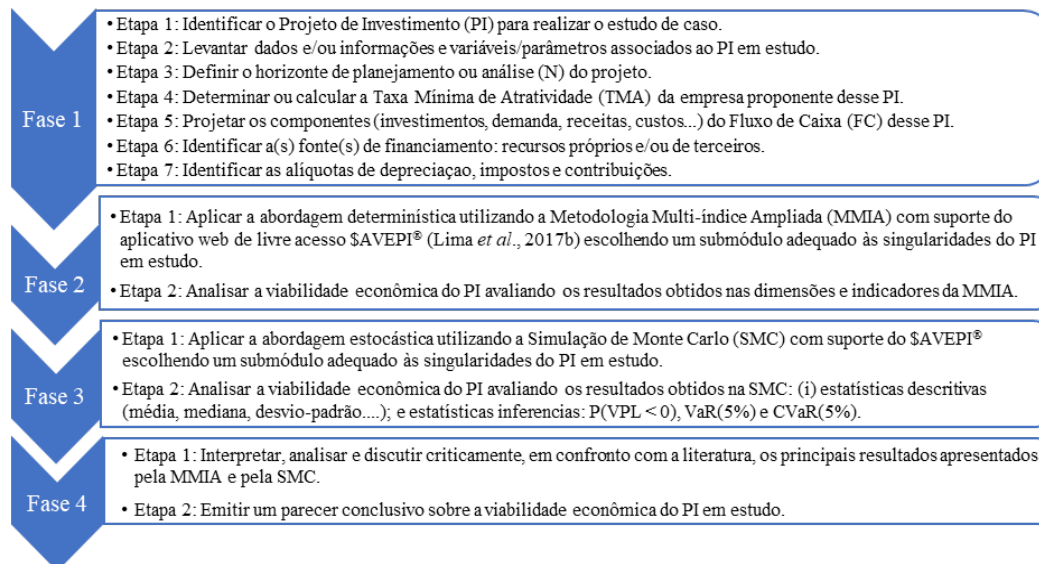 Fase 1
• Etapa 1: Identificar o Projeto de Investimento (PI) para realizar o estudo de caso.
• Etapa 2: Levantar dados e/ou informações e variáveis/parâmetros associados ao PI em estudo.
• Etapa 3: Definir o horizonte de planejamento ou análise (N) do projeto.
• Etapa 4: Determinar ou calcular a Taxa Mínima de Atratividade (TMA) da empresa proponente desse PI.
• Etapa 5: Projetar os componentes (investimentos, demanda, receitas, custos...) do Fluxo de Caixa (FC) desse PI.
• Etapa 6: Identificar a(s) fonte(s) de financiamento: recursos próprios e/ou de terceiros.
• Etapa 7: Identificar as alíquotas de depreciaçao, impostos e contribuições.
Fase 2
• Etapa 1: Aplicar a abordagem determinística utilizando a Metodologia Multi-índice Ampliada (MMIA) com suporte do
aplicativo web de livre acesso $AVEPI® (Lima et al., 2017b) escolhendo um submódulo adequado às singularidades do PI
em estudo.
• Etapa 2: Analisar a viabilidade econômica do PI avaliando os resultados obtidos nas dimensões e indicadores da MMIA.
Fase 3
• Etapa 1: Aplicar a abordagem estocástica utilizando a Simulação de Monte Carlo (SMC) com suporte do $AVEPI®
escolhendo um submódulo adequado às singularidades do PI em estudo.
• Etapa 2: Analisar a viabilidade econômica do PI avaliando os resultados obtidos na SMC: (i) estatísticas descritivas
(média, mediana, desvio-padrão....); e estatísticas inferencias: P(VPL < 0), VaR(5%) e CVaR(5%).
Fase 4
• Etapa 1: Interpretar, analisar e discutir criticamente, em confronto com a literatura, os principais resultados apresentados
pela MMIA e pela SMC.
• Etapa 2: Emitir um parecer conclusivo sobre a viabilidade econômica do PI em estudo.